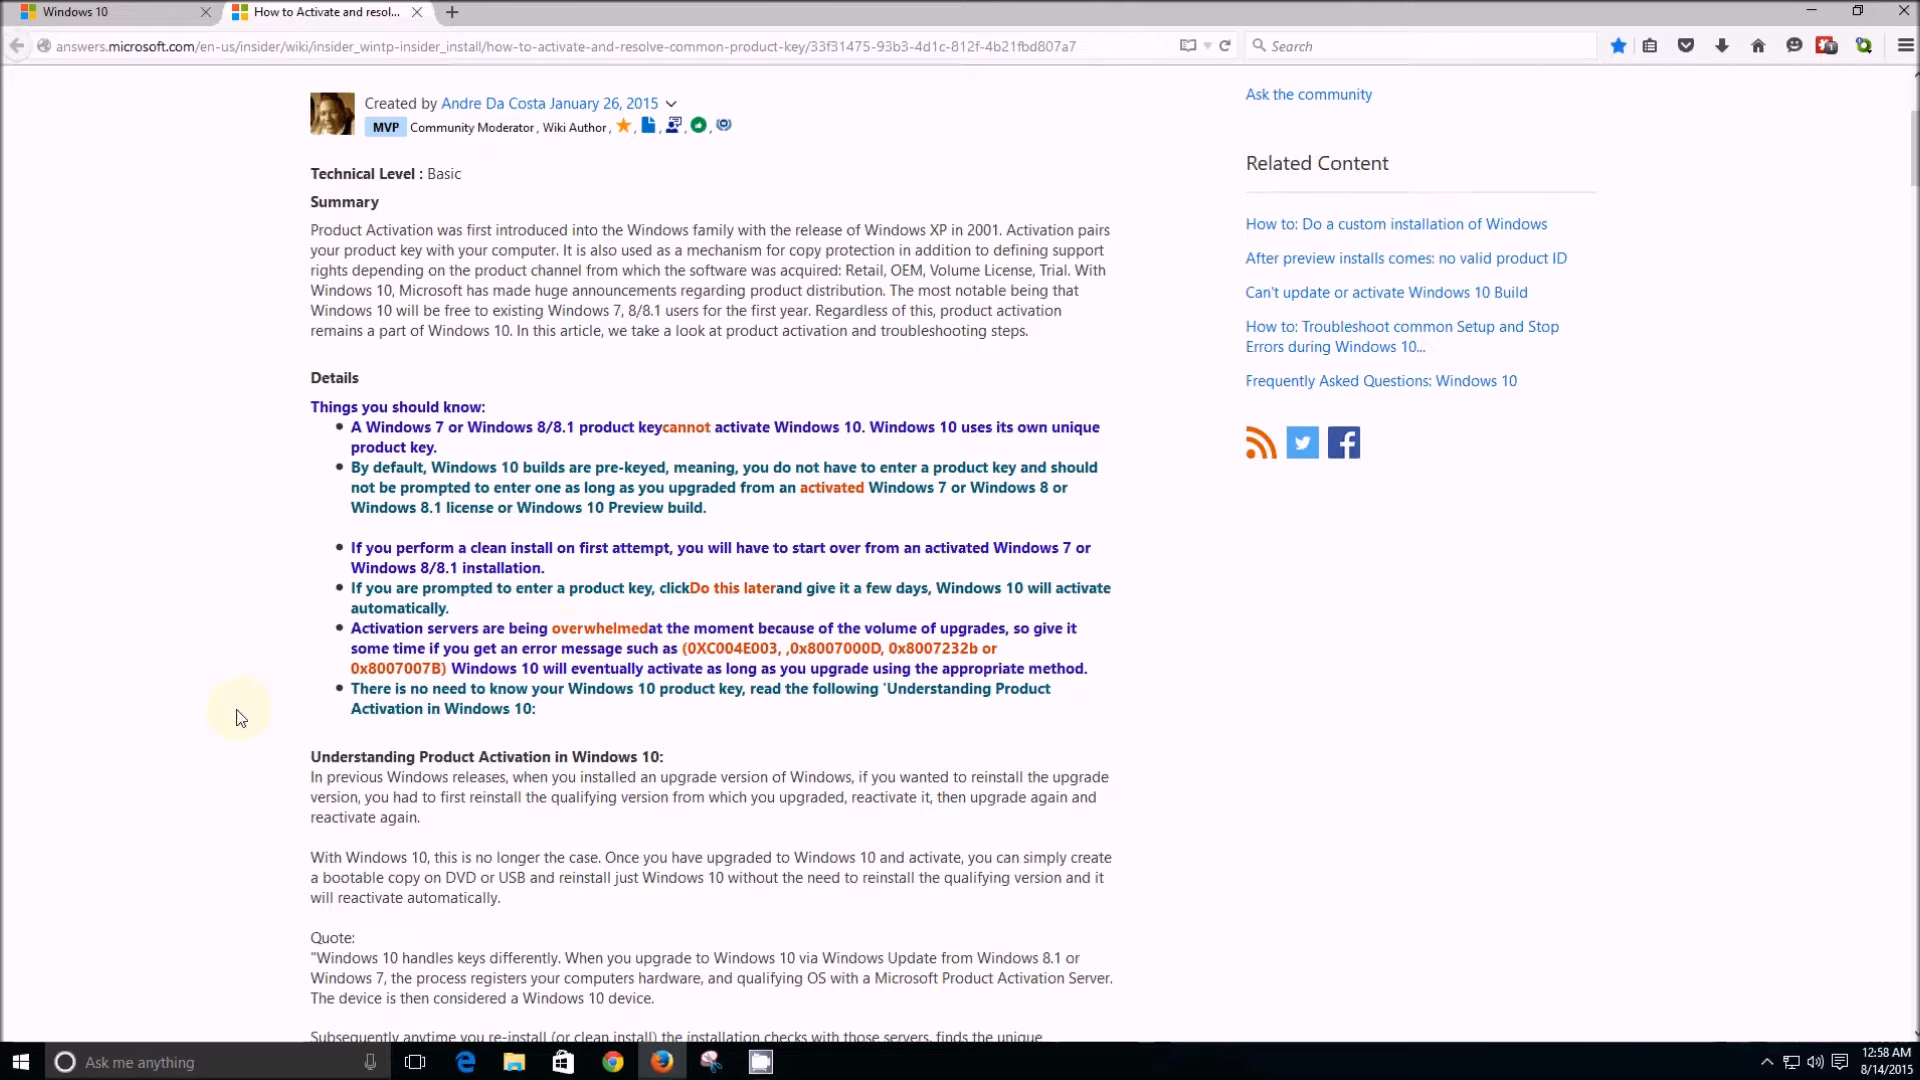 Windows 10
How to Activate and resol...
answers.microsoft.com/en-us/insider/wiki/insider_wintp-insider_install/how-to-activate-and-resolve-common-product-key/33f31475-93b3-4d1c-812f-4b21fbd807a7
Search
Created by Andre Da Costa January 26, 2015
MVP Community Moderator, Wiki Author,
Technical Level : Basic
Summary
Product Activation was first introduced into the Windows family with the release of Windows XP in 2001. Activation pairs
your product key with your computer. It is also used as a mechanism for copy protection in addition to defining support
rights depending on the product channel from which the software was acquired: Retail, OEM, Volume License, Trial. With
Windows 10, Microsoft has made huge announcements regarding product distribution. The most notable being that
Windows 10 will be free to existing Windows 7, 8/8.1 users for the first year. Regardless of this, product activation
remains a part of Windows 10. In this article, we take a look at product activation and troubleshooting steps.
Details
Things you should know:
A Windows 7 or Windows 8/8.1 product keycannot activate Windows 10. Windows 10 uses its own unique
product key.
By default, Windows 10 builds are pre-keyed, meaning, you do not have to enter a product key and should
not be prompted to enter one as long as you upgraded from an activated Windows 7 or Windows 8 or
Windows 8.1 license or Windows 10 Preview build.
If you perform a clean install on first attempt, you will have to start over from an activated Windows 7 or
Windows 8/8.1 installation.
If you are prompted to enter a product key, clickDo this laterand give it a few days, Windows 10 will activate
automatically.
Activation servers are being overwhelmedat the moment because of the volume of upgrades, so give it
some time if you get an error message such as (0XC004E003, ,0x8007000D, 0x8007232b or
0x8007007B) Windows 10 will eventually activate as long as you upgrade using the appropriate method.
There is no need to know your Windows 10 product key, read the following 'Understanding Product
Activation in Windows 10:
Understanding Product Activation in Windows 10:
In previous Windows releases, when you installed an upgrade version of Windows, if you wanted to reinstall the upgrade
version, you had to first reinstall the qualifying version from which you upgraded, reactivate it, then upgrade again and
reactivate again.
With Windows 10, this is no longer the case. Once you have upgraded to Windows 10 and activate, you can simply create
a bootable copy on DVD or USB and reinstall just Windows 10 without the need to reinstall the qualifying version and it
will reactivate automatically.
Quote:
"Windows 10 handles keys differently. When you upgrade to Windows 10 via Windows Update from Windows 8.1 or
Windows 7, the process registers your computers hardware, and qualifying OS with a Microsoft Product Activation Server.
The device is then considered a Windows 10 device.
Subsequently anytime you re-install (or clean install) the installation checks with those servers, finds the unique
Ask the community
Related Content
How to: Do a custom installation of Windows
After preview installs comes: no valid product ID
Can't update or activate Windows 10 Build
How to: Troubleshoot common Setup and Stop
Errors during Windows 10...
Frequently Asked Questions: Windows 10
Ask me anything
12:58 AM
8/14/2015